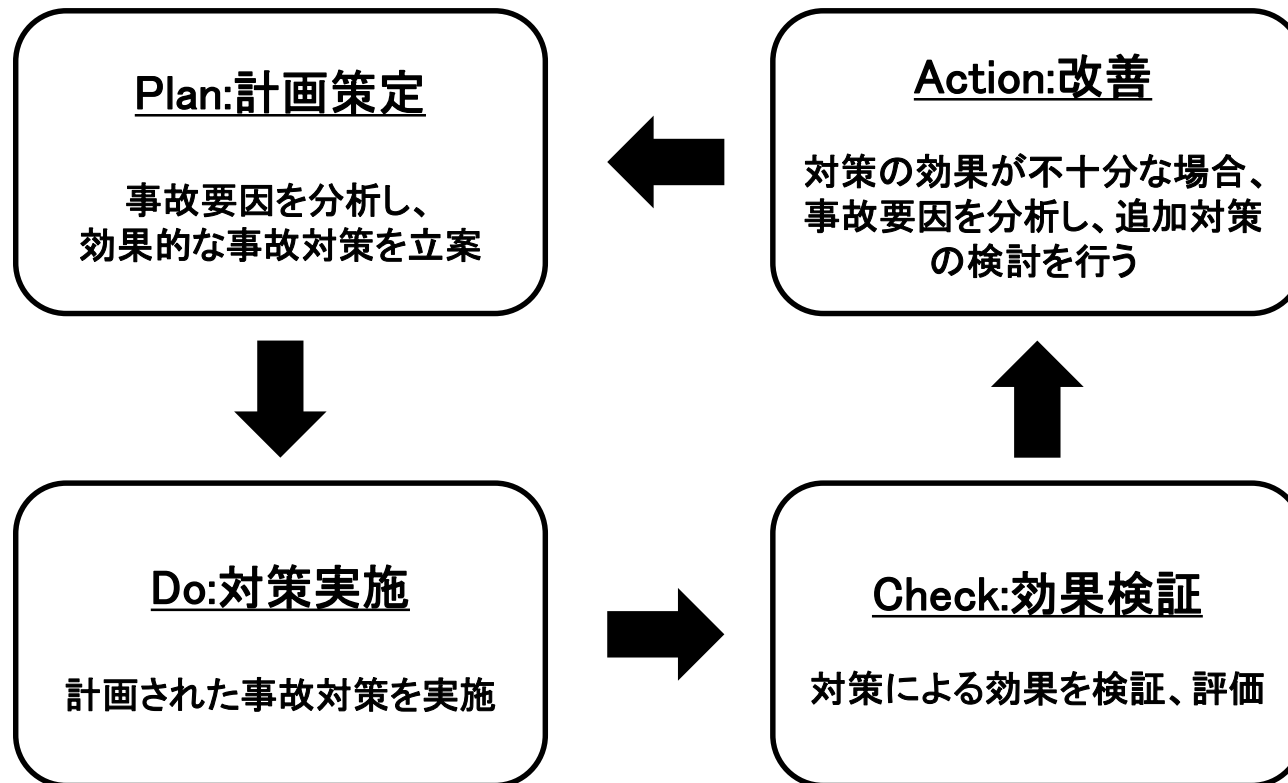 Plan:計画策定
事故要因を分析し、
効果的な事故対策を立案
Action:改善
対策の効果が不十分な場合、
事故要因を分析し、追加対策
の検討を行う
Do:対策実施
計画された事故対策を実施
Check:効果検証
対策による効果を検証、評価